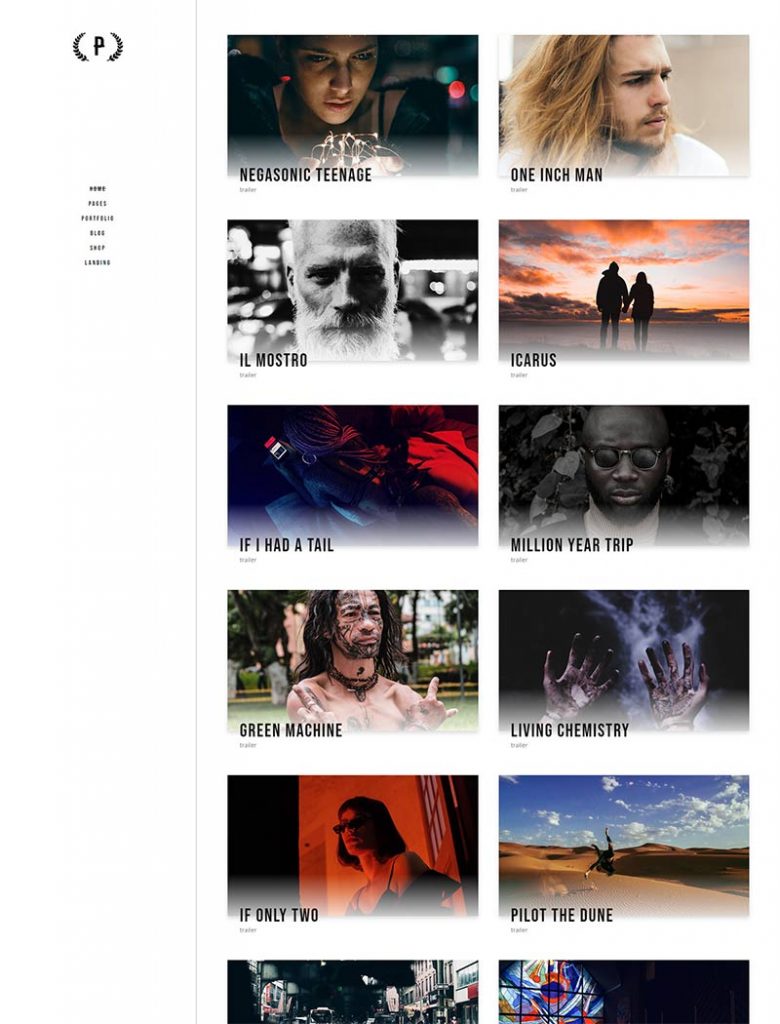 P
HOME
PAGES
PORTFOLIO
BLOG
SHOP
LANDING
NEGASONIC TEENAGE
trailer
ONE INCH MAN
trailer
IL MOSTRO
trailer
ICARUS
trailer
IF I HAD A TAIL
trailer
MILLION YEAR TRIP
trailer
GREEN MACHINE
trailer
LIVING CHEMISTRY
trailer
IF ONLY TWO
trailer
PILOT THE DUNE
trailer